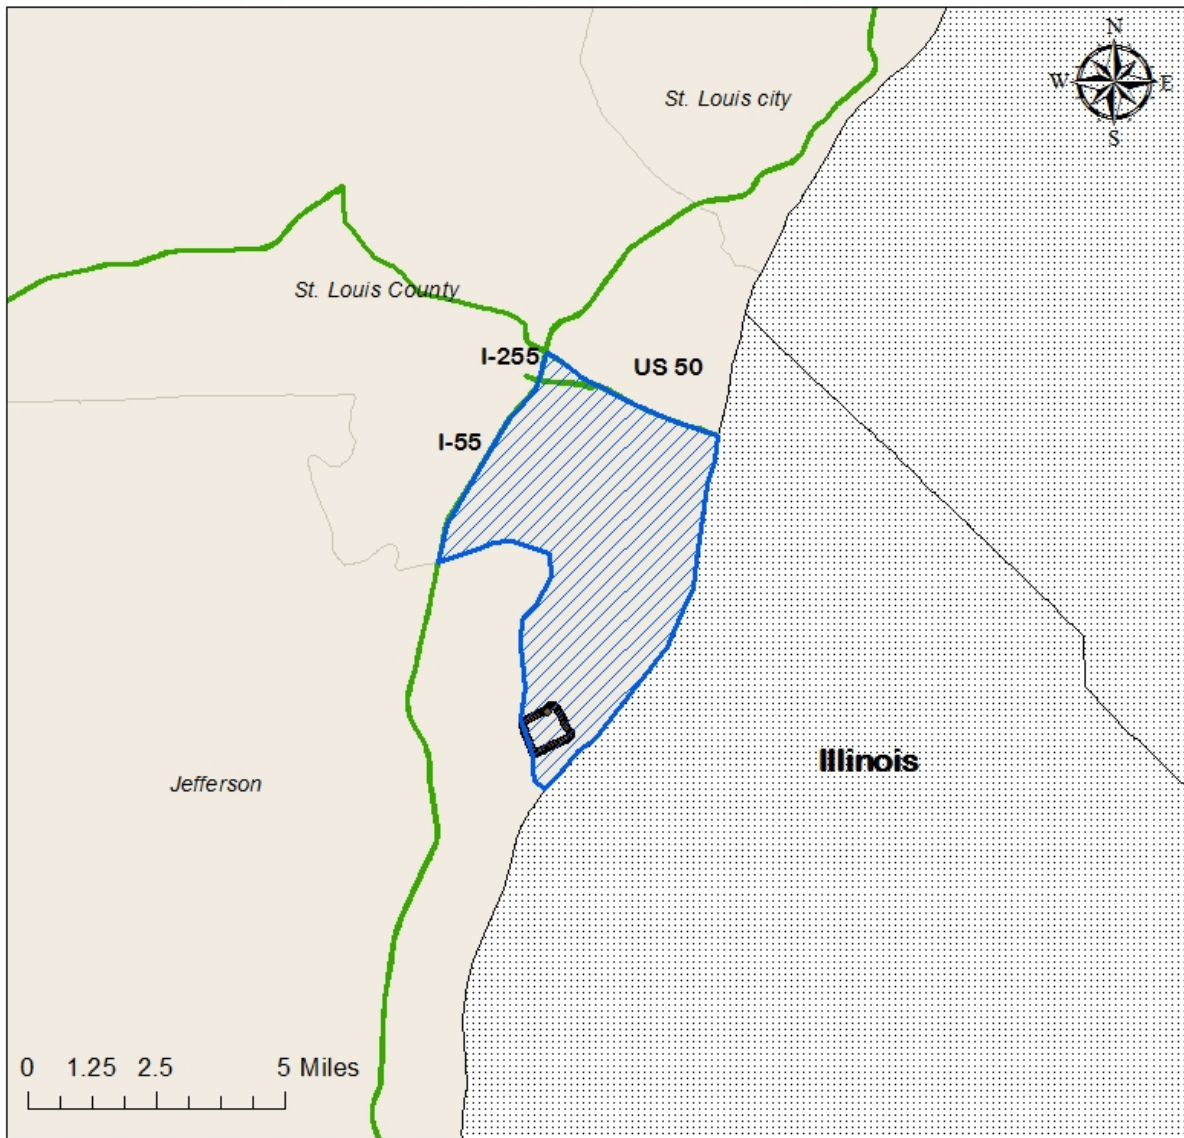 N
W E
S
St. Louis city
St. Louis County
I-255
US 50
I-55
Illinois
Jefferson
0 1.25 2.5 5 Miles